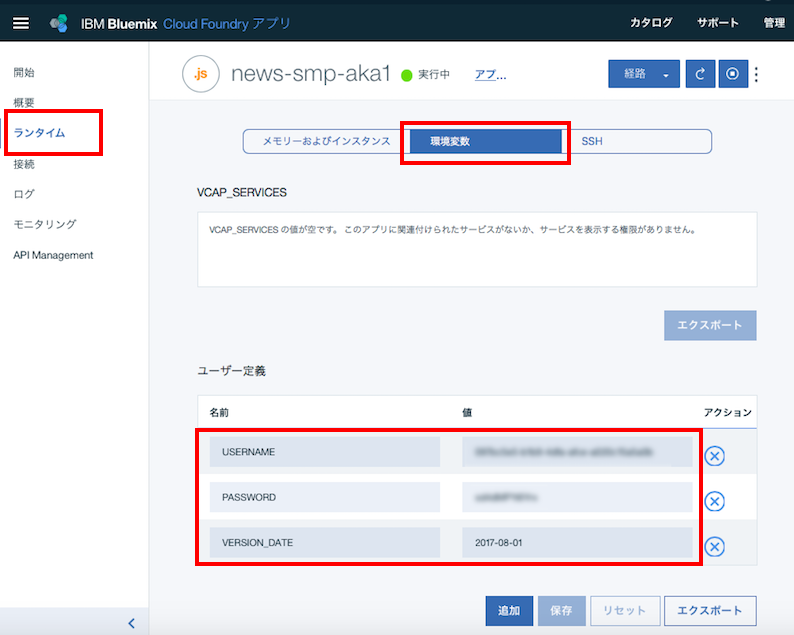 IBM Bluemix Cloud Foundry アプリ カタログ サポート 管理
開始
概要
ランタイム
接続
ログ
モニタリング
API Management
.js news-smp-aka1 実行中 アプ... 経路
メモリーおよびインスタンス 環境変数 SSH
VCAP_SERVICES
VCAP_SERVICES の値が空です。 このアプリに関連付けられたサービスがないか、サービスを表示する権限がありません。
エクスポート
ユーザー定義
名前 値 アクション
USERNAME
PASSWORD
VERSION_DATE 2017-08-01
追加 保存 リセット エクスポート